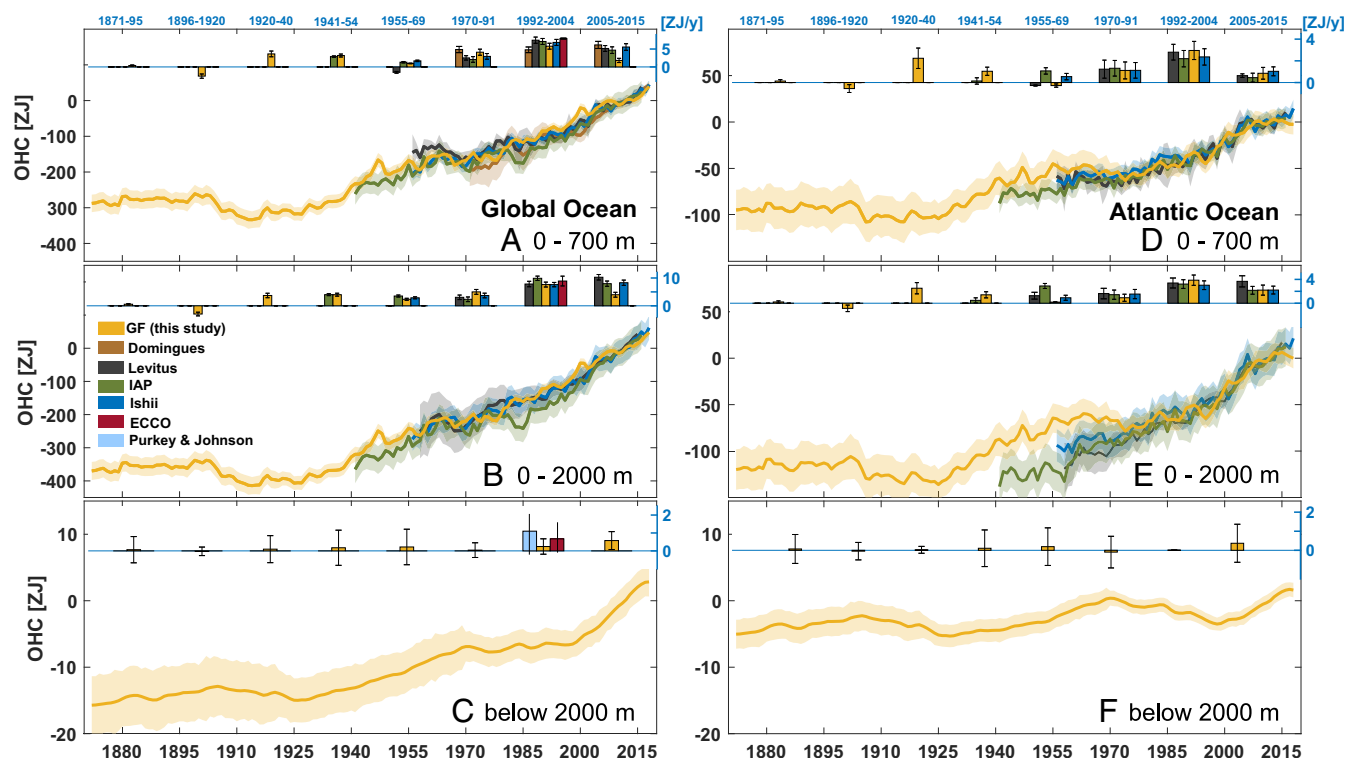 1871-95 1896-1920 1920-40 1941-54 1955-69 1970-91 1992-2004 2005-2015 [ZJ/y]
5
0
OHC [ZJ]
0
-100
-200
300
-400
Global Ocean
A 0 - 700 m
10
5
0
OHC [ZJ]
0
-100
-200
-300
-400
GF (this study)
Domingues
Levitus
IAP
Ishii
ECCO
Purkey & Johnson
B 0 - 2000 m
2
1
0
OHC [ZJ]
10
0
-10
-20
C below 2000 m
1880 1895 1910 1925 1940 1955 1970 1985 2000 2015
1871-95 1896-1920 1920-40 1941-54 1955-69 1970-91 1992-2004 2005-2015 [ZJ/y]
4
2
0
50
0
-50
-100
Atlantic Ocean
D 0 - 700 m
4
2
0
50
0
-50
-100
E 0 - 2000 m
2
1
0
10
0
-10
-20
F below 2000 m
1880 1895 1910 1925 1940 1955 1970 1985 2000 2015